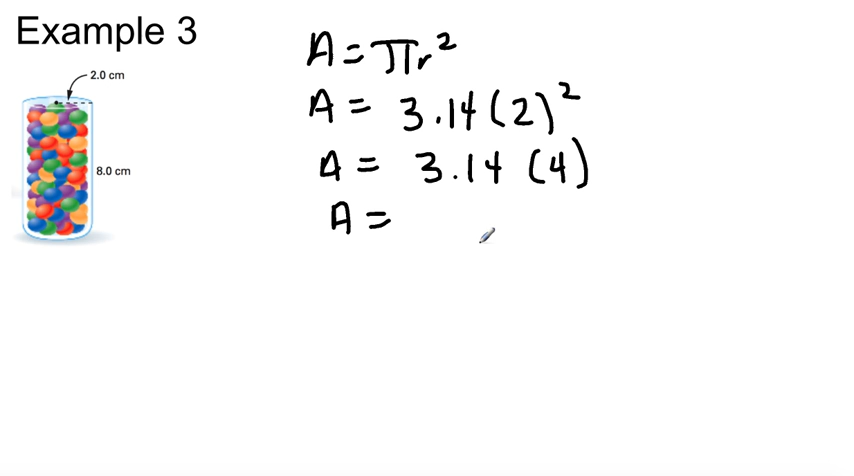 Example 3
2.0 cm
8.0 cm
A = πr²
A = 3.14 (2)²
A = 3.14 (4)
A =